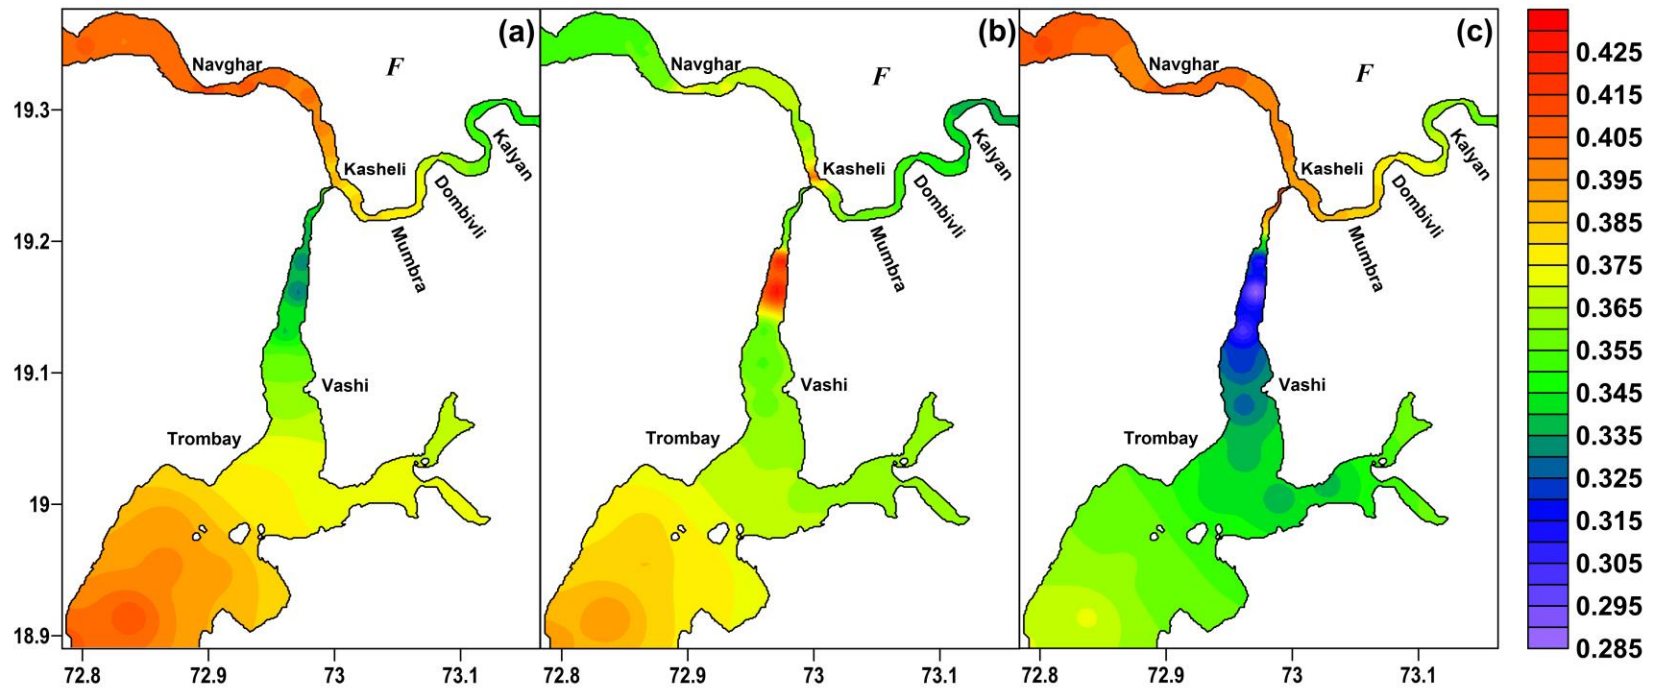 (a)
F
Navghar
Kasheli
Kalyan
Dombivli
Mumbra
Vashi
Trombay
(b)
F
Navghar
Kasheli
Kalyan
Dombivli
Mumbra
Vashi
Trombay
(c)
F
Navghar
Kasheli
Kalyan
Dombivli
Mumbra
Vashi
Trombay
19.3
19.2
19.1
19
18.9
72.8 72.9 73 73.1
72.8 72.9 73 73.1
72.8 72.9 73 73.1
0.425
0.415
0.405
0.395
0.385
0.375
0.365
0.355
0.345
0.335
0.325
0.315
0.305
0.295
0.285